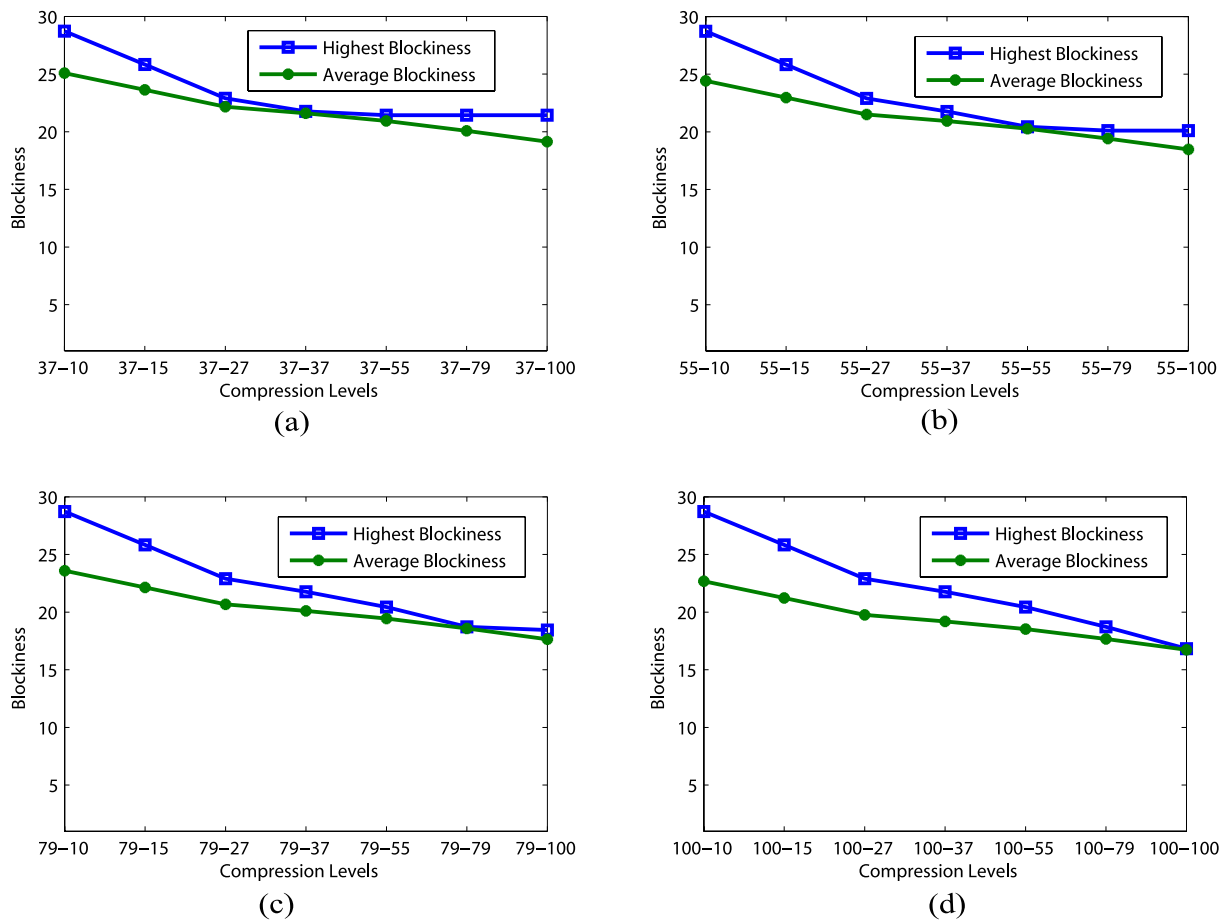 30
25
20
15
10
5
Blockiness
Highest Blockiness
Average Blockiness
37–10 37–15 37–27 37–37 37–55 37–79 37–100
Compression Levels
(a)
30
25
20
15
10
5
Blockiness
Highest Blockiness
Average Blockiness
55–10 55–15 55–27 55–37 55–55 55–79 55–100
Compression Levels
(b)
30
25
20
15
10
5
Blockiness
Highest Blockiness
Average Blockiness
79–10 79–15 79–27 79–37 79–55 79–79 79–100
Compression Levels
(c)
30
25
20
15
10
5
Blockiness
Highest Blockiness
Average Blockiness
100–10 100–15 100–27 100–37 100–55 100–79 100–100
Compression Levels
(d)